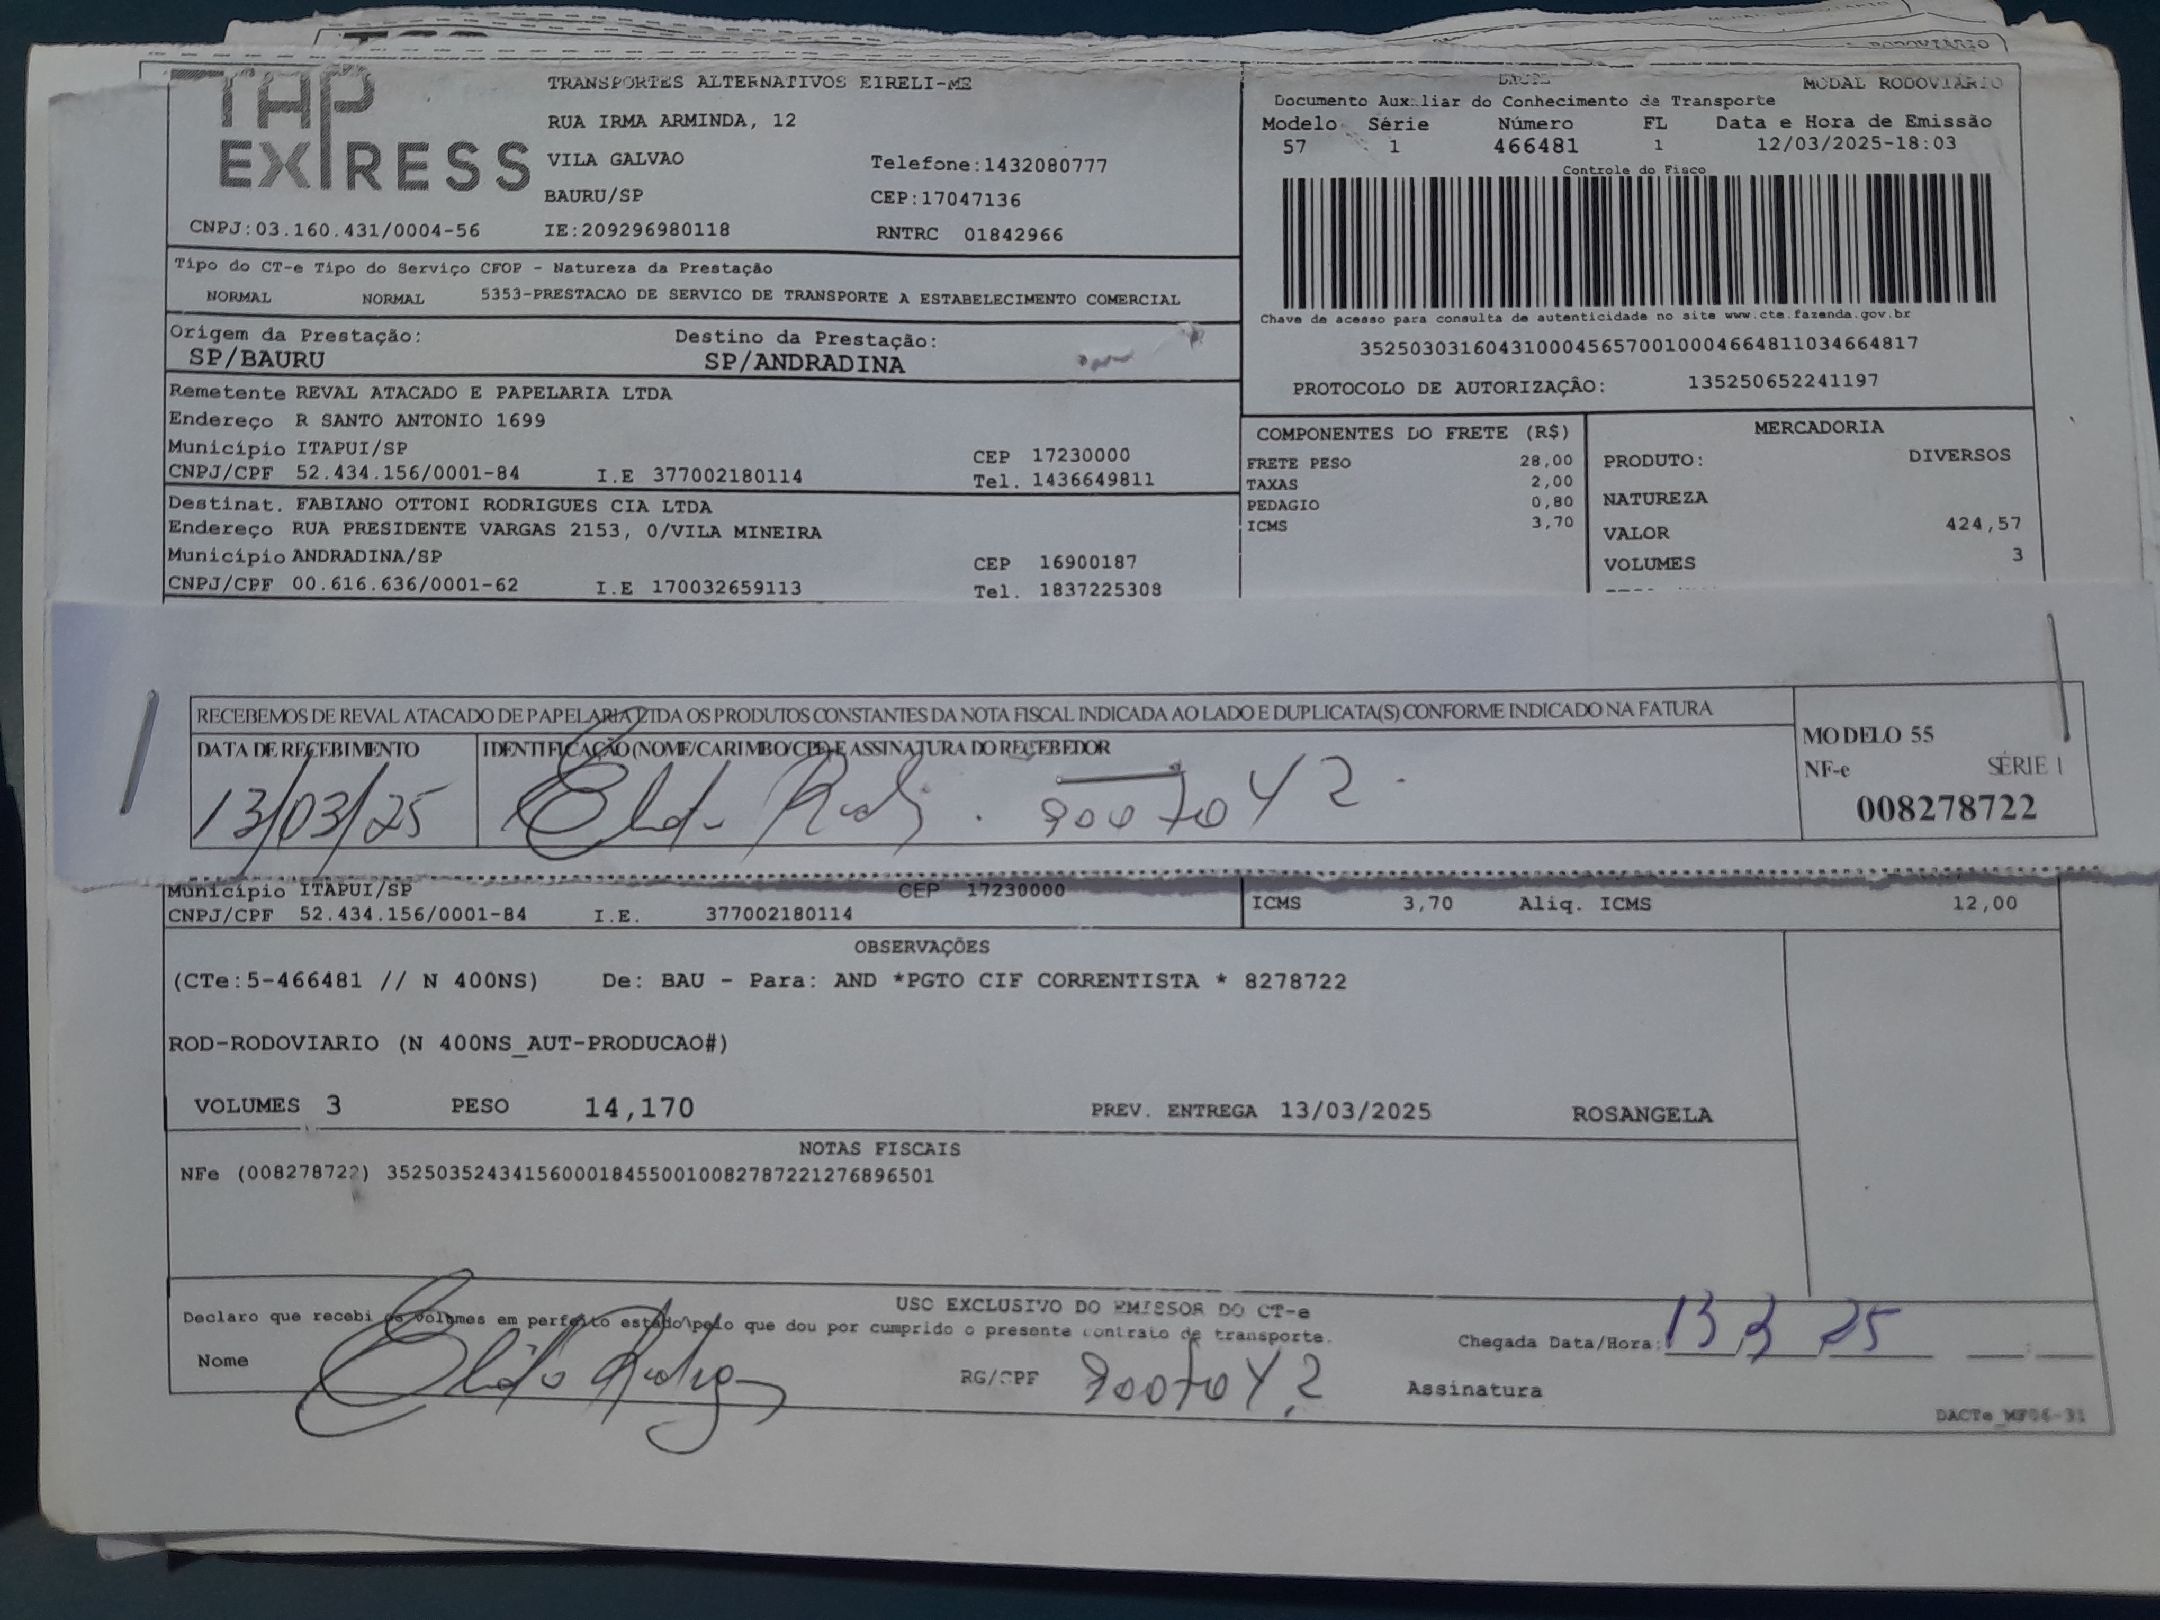 TAP EXPRESS
TRANSPORTES ALTERNATIVOS EIRELI-ME
RUA IRMA ARMINDA, 12
VILA GALVAO Telefone:1432080777
BAURU/SP CEP:17047136
CNPJ:03.160.431/0004-56 IE:209296980118 RNTRC 01842966
MODAL RODOVIÁRIO
Documento Auxiliar do Conhecimento de Transporte
Modelo Série Número FL Data e Hora de Emissão
57 1 466481 1 12/03/2025-18:03
Controle do Fisco
Chave de acesso para consulta de autenticidade no site www.cte.fazenda.gov.br
35250303160431000456570010004664811034664817
PROTOCOLO DE AUTORIZAÇÃO: 135250652241197
Tipo do CT-e Tipo do Serviço CFOP - Natureza da Prestação
NORMAL NORMAL 5353-PRESTACAO DE SERVICO DE TRANSPORTE A ESTABELECIMENTO COMERCIAL
Origem da Prestação: Destino da Prestação:
SP/BAURU SP/ANDRADINA
Remetente REVAL ATACADO E PAPELARIA LTDA
Endereço R SANTO ANTONIO 1699
Município ITAPUI/SP CEP 17230000
CNPJ/CPF 52.434.156/0001-84 I.E 377002180114 Tel. 1436649811
Destinat. FABIANO OTTONI RODRIGUES CIA LTDA
Endereço RUA PRESIDENTE VARGAS 2153, 0/VILA MINEIRA
Município ANDRADINA/SP CEP 16900187
CNPJ/CPF 00.616.636/0001-62 I.E 170032659113 Tel. 1837225308
COMPONENTES DO FRETE (R$)
FRETE PESO 28,00
TAXAS 2,00
PEDAGIO 0,80
ICMS 3,70
MERCADORIA
PRODUTO: DIVERSOS
NATUREZA
VALOR 424,57
VOLUMES 3
RECEBEMOS DE REVAL ATACADO DE PAPELARIA LTDA OS PRODUTOS CONSTANTES DA NOTA FISCAL INDICADA AO LADO E DUPLICATA(S) CONFORME INDICADO NA FATURA
DATA DE RECEBIMENTO IDENTIFICAÇÃO (NOME/CARIMBO/CPF) E ASSINATURA DO RECEBEDOR
13/03/25
MODELO 55
NF-e SÉRIE 1
008278722
Município ITAPUI/SP CEP 17230000
CNPJ/CPF 52.434.156/0001-84 I.E. 377002180114
ICMS 3,70 Aliq. ICMS 12,00
OBSERVAÇÕES
(CTe:5-466481 // N 400NS) De: BAU - Para: AND *PGTO CIF CORRENTISTA * 8278722
ROD-RODOVIARIO (N 400NS_AUT-PRODUCAO#)
VOLUMES 3 PESO 14,170 PREV. ENTREGA 13/03/2025 ROSANGELA
NOTAS FISCAIS
NFe (008278722) 35250352434156000184550010082787221276896501
USO EXCLUSIVO DO EMISSOR DO CT-e
Declaro que recebi os volumes em perfeito estado pelo que dou por cumprido o presente contrato de transporte.
Chegada Data/Hora: 13 3 25
Nome RG/CPF Assinatura
DACTe_MF06-31